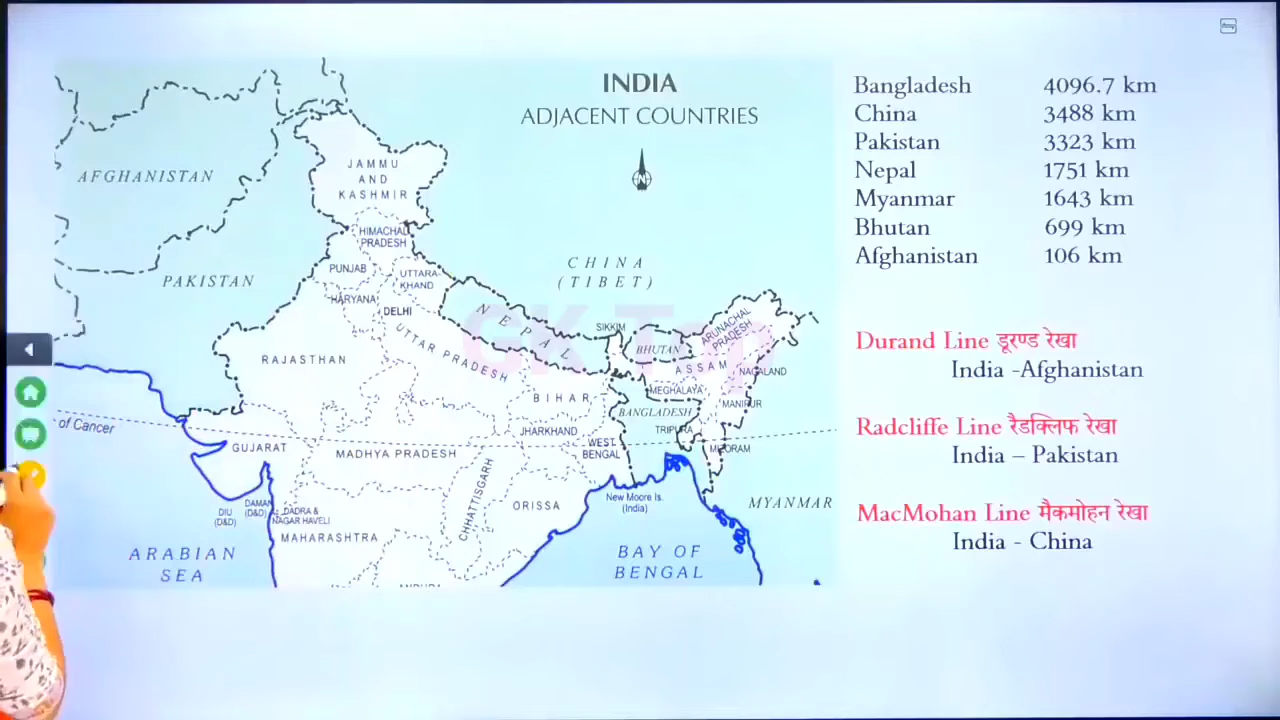 INDIA
ADJACENT COUNTRIES
N
AFGHANISTAN
JAMMU
AND
KASHMIR
HIMACHAL
PRADESH
PAKISTAN
PUNJAB
UTTARA-
KHAND
HARYANA
DELHI
CHINA
(TIBET)
NEPAL
SIKKIM
BHUTAN
ARUNACHAL
PRADESH
RAJASTHAN
UTTAR PRADESH
ASSAM
NAGALAND
MEGHALAYA
BIHAR
MANIPUR
BANGLADESH
of Cancer
TRIPURA
JHARKHAND
GUJARAT
MADHYA PRADESH
WEST
BENGAL
MIZORAM
CHHATTISGARH
ORISSA
New Moore Is.
(India)
MYANMAR
DIU
(D&D)
DAMAN
(D&D)
DADRA &
NAGAR HAVELI
MAHARASHTRA
ARABIAN
SEA
BAY OF
BENGAL
GK Top
Bangladesh 4096.7 km
China 3488 km
Pakistan 3323 km
Nepal 1751 km
Myanmar 1643 km
Bhutan 699 km
Afghanistan 106 km
Durand Line डूरण्ड रेखा
India -Afghanistan
Radcliffe Line रैडक्लिफ रेखा
India – Pakistan
MacMohan Line मैकमोहन रेखा
India - China